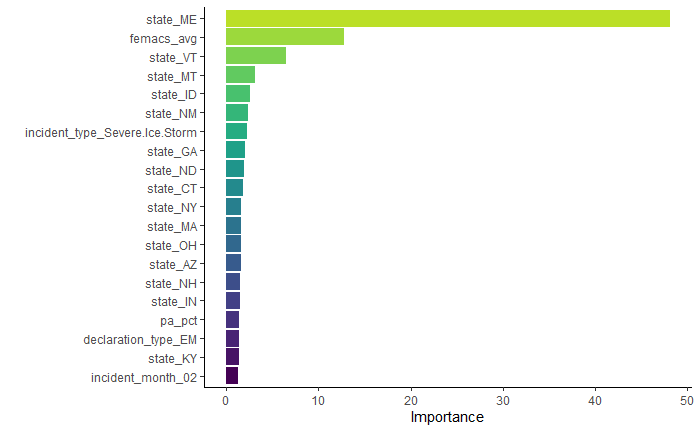 state_ME
femacs_avg
state_VT
state_MT
state_ID
state_NM
incident_type_Severe.Ice.Storm
state_GA
state_ND
state_CT
state_NY
state_MA
state_OH
state_AZ
state_NH
state_IN
pa_pct
declaration_type_EM
state_KY
incident_month_02
0 10 20 30 40 50
Importance